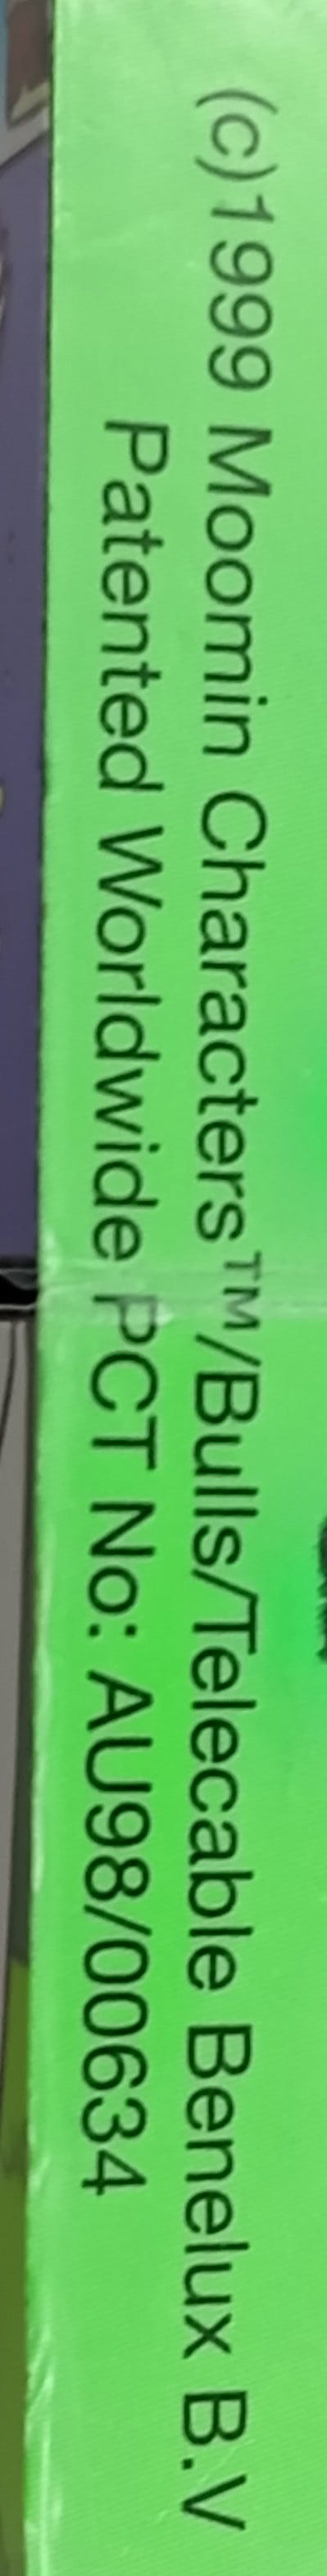 (c)1999 Moomin Characters™/Bulls/Telecable Benelux B.V
Patented Worldwide PCT No: AU98/00634